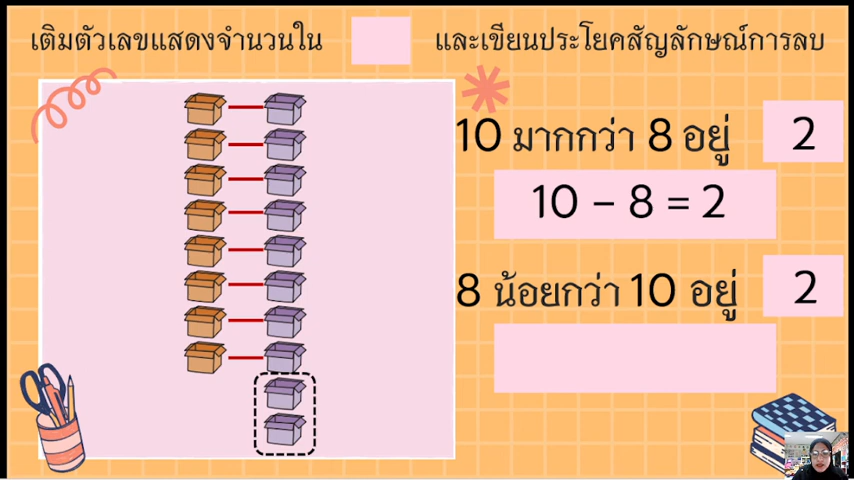 เติมตัวเลขแสดงจำนวนใน และเขียนประโยคสัญลักษณ์การลบ
10 มากกว่า 8 อยู่ 2
10 – 8 = 2
8 น้อยกว่า 10 อยู่ 2